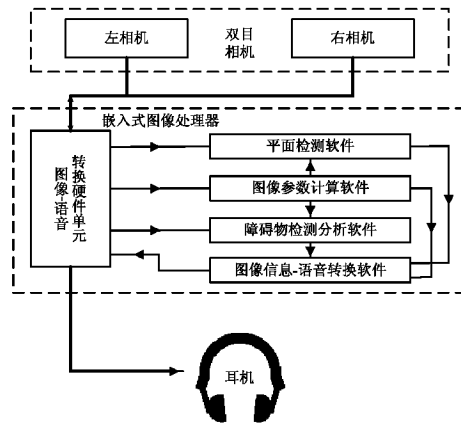 左相机
双目
相机
右相机
嵌入式图像处理器
图像-语音
转换硬件单元
平面检测软件
图像参数计算软件
障碍物检测分析软件
图像信息-语音转换软件
耳机